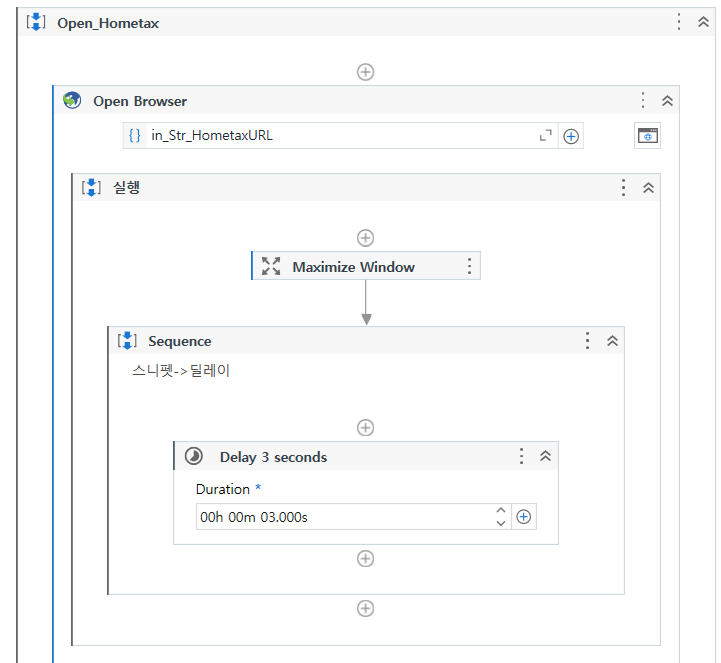 Open_Hometax
Open Browser
{} in_Str_HometaxURL
실행
Maximize Window
Sequence
스니펫->딜레이
Delay 3 seconds
Duration *
00h 00m 03.000s